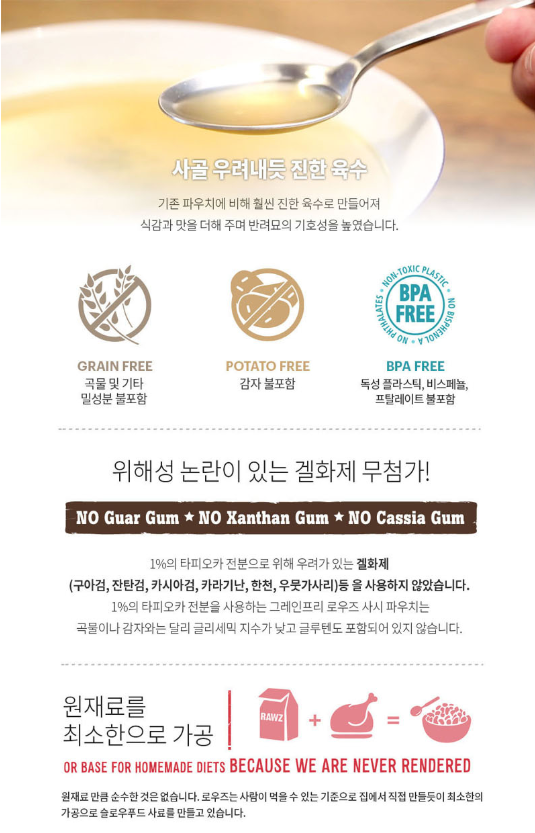 사골 우려내듯 진한 육수
기존 파우치에 비해 훨씬 진한 육수로 만들어져
식감과 맛을 더해 주며 반려묘의 기호성을 높였습니다.
GRAIN FREE
곡물 및 기타
밀성분 불포함
POTATO FREE
감자 불포함
NON-TOXIC PLASTIC • NO BISPHENOL A • NO PHTHALATES •
BPA
FREE
BPA FREE
독성 플라스틱, 비스페놀,
프탈레이트 불포함
위해성 논란이 있는 겔화제 무첨가!
NO Guar Gum ★ NO Xanthan Gum ★ NO Cassia Gum
1%의 타피오카 전분으로 위해 우려가 있는 겔화제
(구아검, 잔탄검, 카시아검, 카라기난, 한천, 우뭇가사리)등 을 사용하지 않았습니다.
1%의 타피오카 전분을 사용하는 그레인프리 로우즈 사시 파우치는
곡물이나 감자와는 달리 글리세믹 지수가 낮고 글루텐도 포함되어 있지 않습니다.
원재료를
최소한으로 가공
RAWZ
+
=
OR BASE FOR HOMEMADE DIETS BECAUSE WE ARE NEVER RENDERED
원재료 만큼 순수한 것은 없습니다. 로우즈는 사람이 먹을 수 있는 기준으로 집에서 직접 만들듯이 최소한의
가공으로 슬로우푸드 사료를 만들고 있습니다.